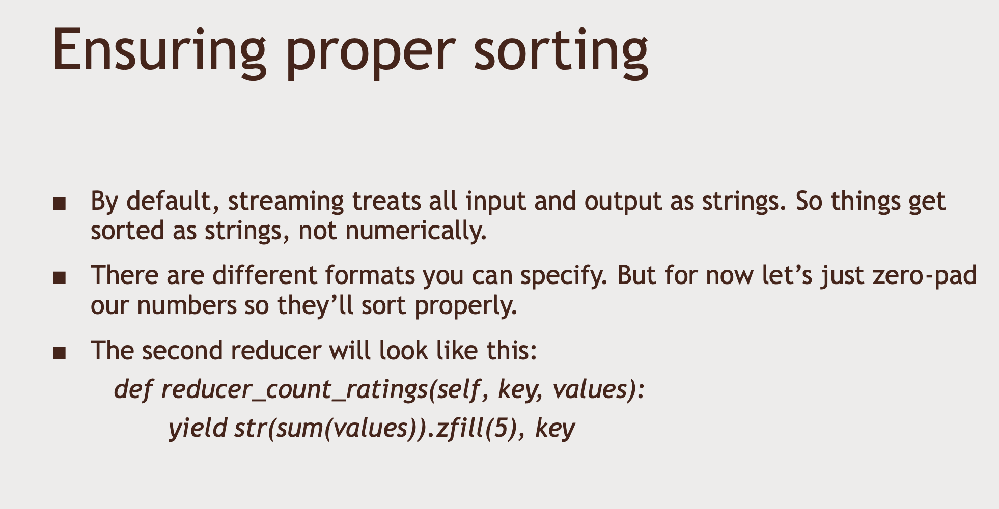 Ensuring proper sorting
■ By default, streaming treats all input and output as strings. So things get
sorted as strings, not numerically.
■ There are different formats you can specify. But for now let’s just zero-pad
our numbers so they’ll sort properly.
■ The second reducer will look like this:
def reducer_count_ratings(self, key, values):
yield str(sum(values)).zfill(5), key